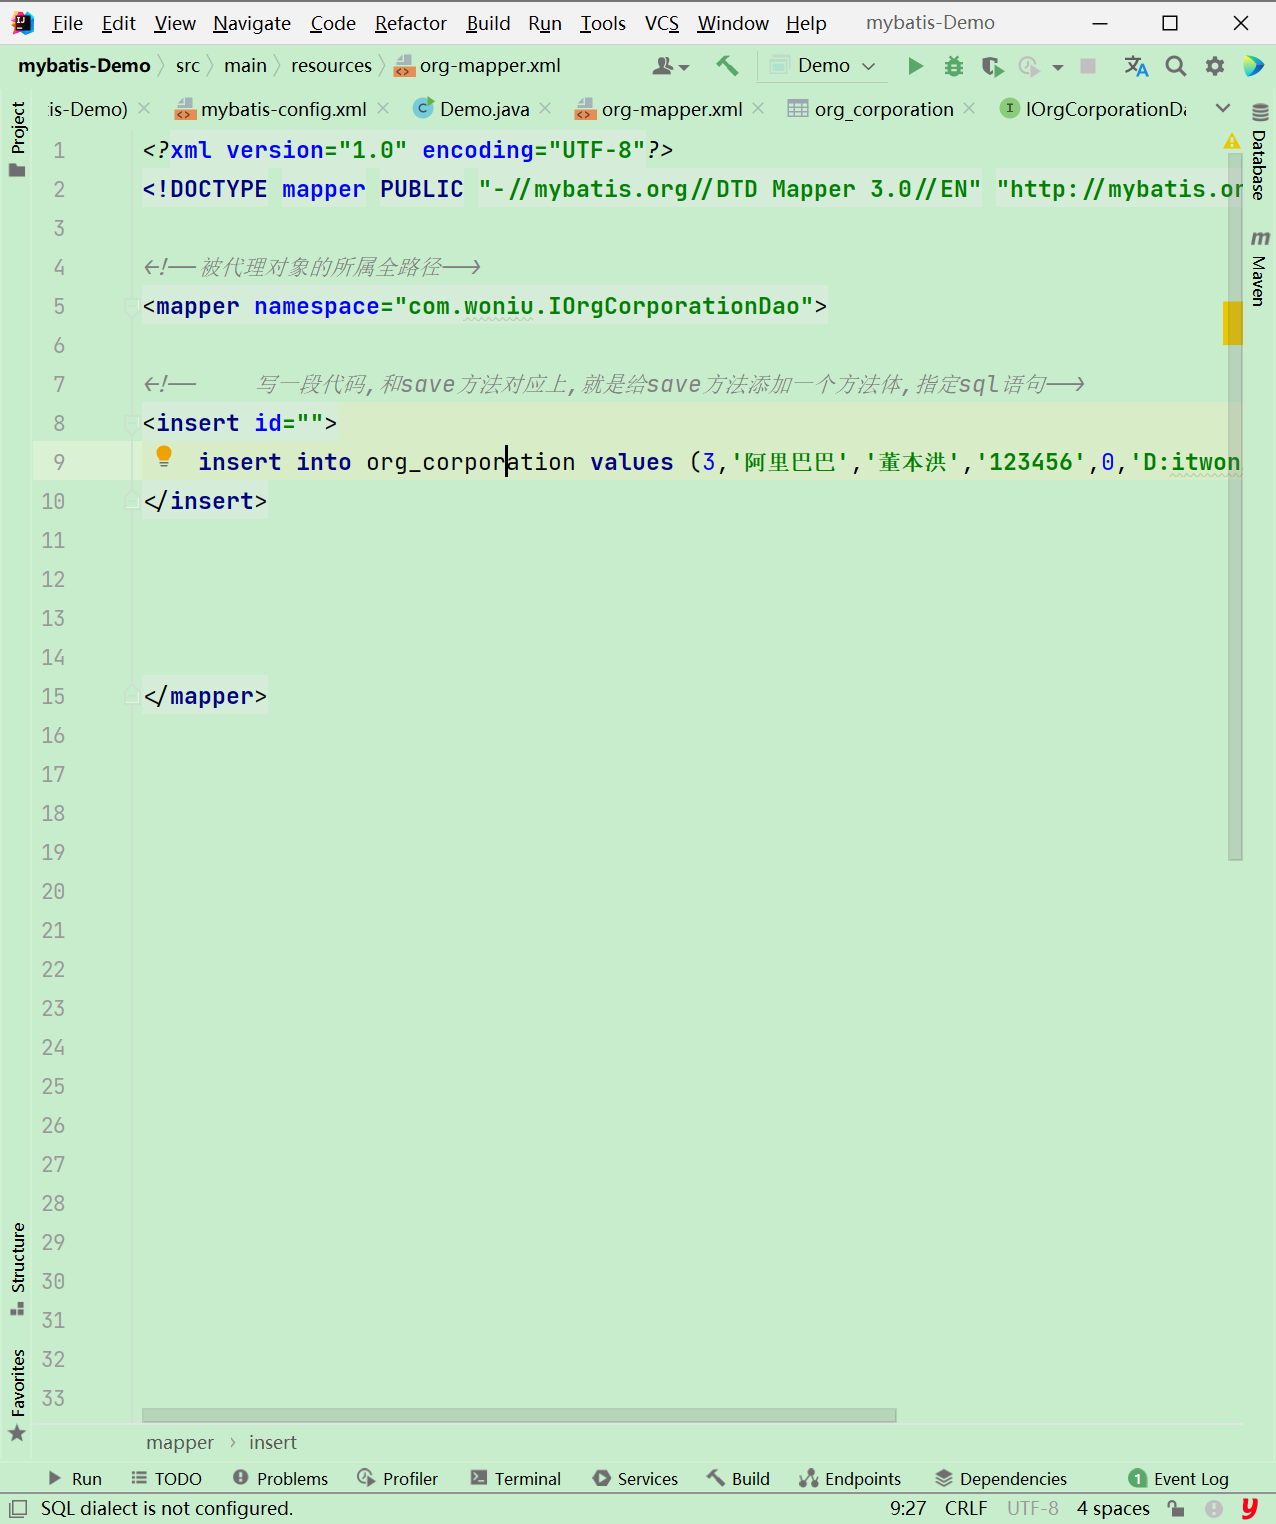 File Edit View Navigate Code Refactor Build Run Tools VCS Window Help mybatis-Demo
mybatis-Demo src main resources org-mapper.xml Demo
is-Demo) mybatis-config.xml Demo.java org-mapper.xml org_corporation IOrgCorporationDa
Project
Database
Maven
1 <?xml version="1.0" encoding="UTF-8"?>
2 <!DOCTYPE mapper PUBLIC "-//mybatis.org//DTD Mapper 3.0//EN" "http://mybatis.or
3
4 <!--被代理对象的所属全路径-->
5 <mapper namespace="com.woniu.IOrgCorporationDao">
6
7 <!--    写一段代码,和save方法对应上,就是给save方法添加一个方法体,指定sql语句-->
8 <insert id="">
9     insert into org_corporation values (3,'阿里巴巴','董本洪','123456',0,'D:itwon
10 </insert>
11
12
13
14
15 </mapper>
16
17
18
19
20
21
22
23
24
25
26
27
28
29
30
31
32
33
Structure
Favorites
mapper › insert
Run TODO Problems Profiler Terminal Services Build Endpoints Dependencies 1 Event Log
SQL dialect is not configured. 9:27 CRLF UTF-8 4 spaces